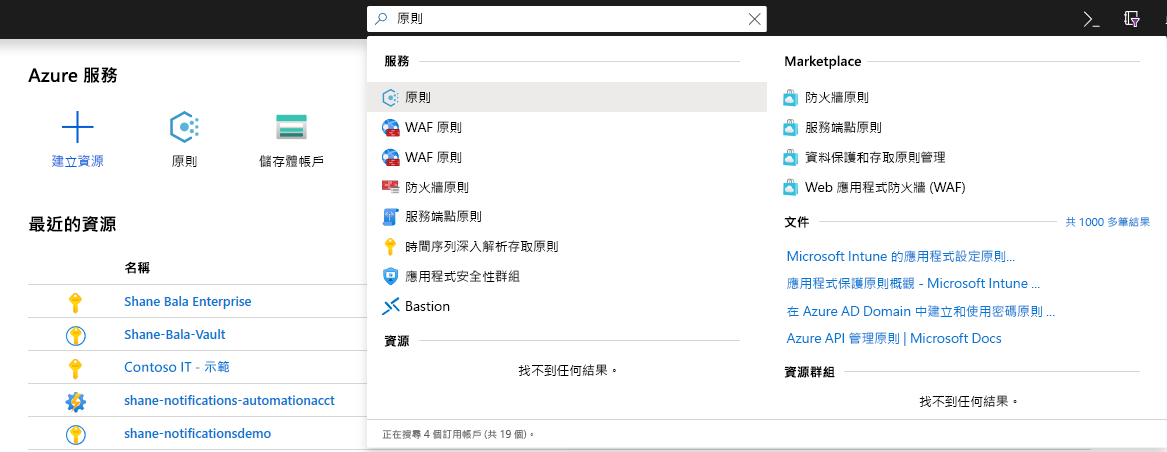 原則
Azure 服務
建立資源
原則
儲存體帳戶
最近的資源
名稱
Shane Bala Enterprise
Shane-Bala-Vault
Contoso IT - 示範
shane-notifications-automationacct
shane-notificationsdemo
服務
原則
WAF 原則
WAF 原則
防火牆原則
服務端點原則
時間序列深入解析存取原則
應用程式安全性群組
Bastion
資源
找不到任何結果。
Marketplace
防火牆原則
服務端點原則
資料保護和存取原則管理
Web 應用程式防火牆 (WAF)
文件
共 1000 多筆結果
Microsoft Intune 的應用程式設定原則...
應用程式保護原則概觀 - Microsoft Intune ...
在 Azure AD Domain 中建立和使用密碼原則 ...
Azure API 管理原則 | Microsoft Docs
資源群組
找不到任何結果。
正在搜尋 4 個訂用帳戶 (共 19 個)。